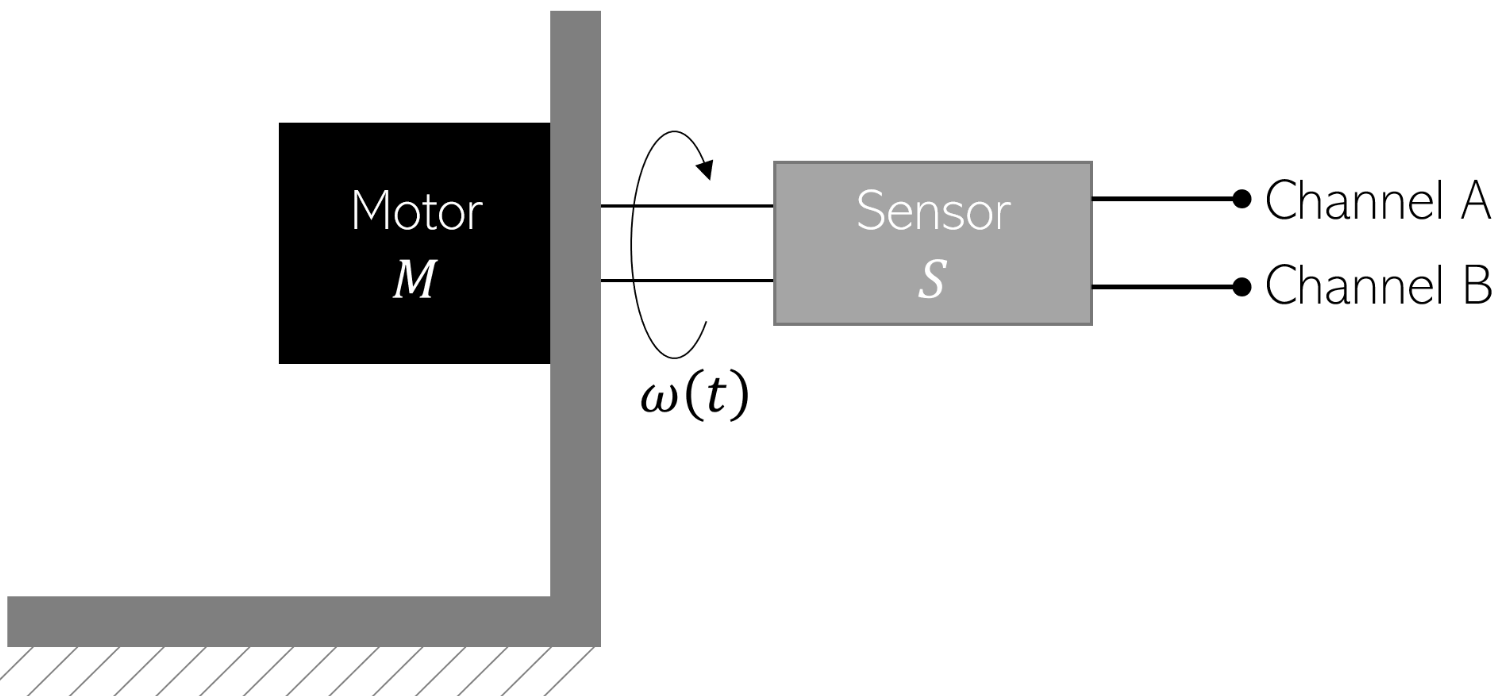 Motor
M
Sensor
S
Channel A
Channel B
ω(t)